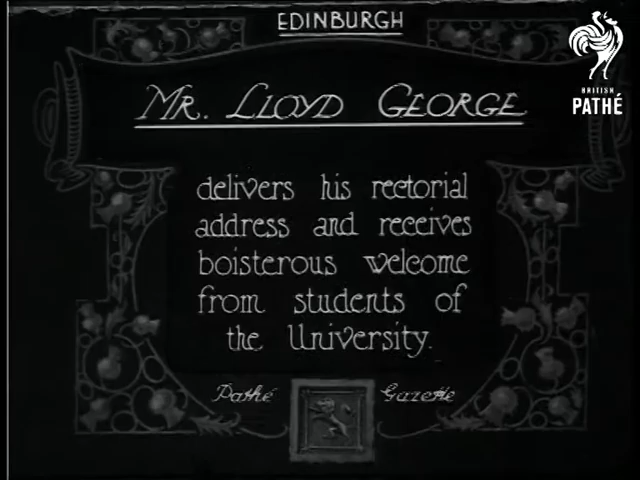 EDINBURGH
MR. LLOYD GEORGE
delivers his rectorial
address and receives
boisterous welcome
from students of
the University.
Pathé Gazette
BRITISH
PATHÉ